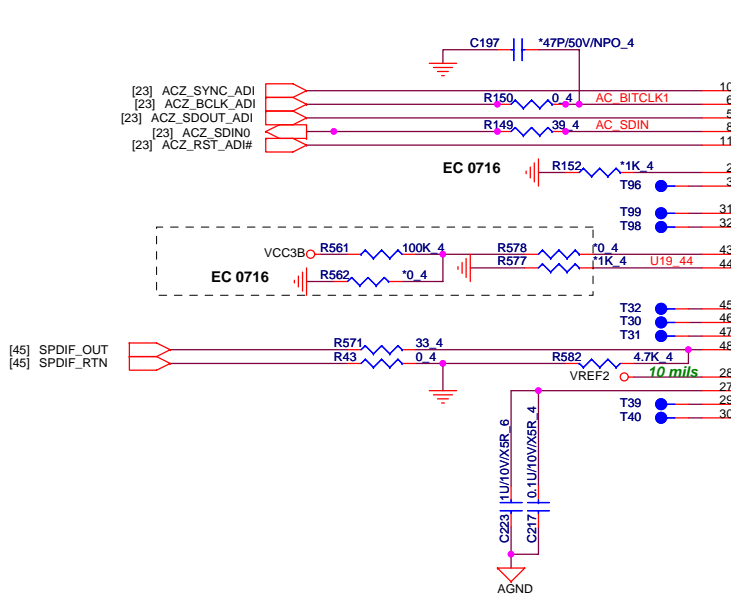 C197 *47P/50V/NPO_4
[23] ACZ_SYNC_ADI 10
[23] ACZ_BCLK_ADI R150 0_4 AC_BITCLK1 6
[23] ACZ_SDOUT_ADI 5
[23] ACZ_SDIN0 R149 39_4 AC_SDIN 8
[23] ACZ_RST_ADI# 11
EC 0716 R152 *1K_4 2
T96 3
T99 31
T98 32
VCC3B R561 100K_4 R578 *0_4 43
R577 *1K_4 U19_44 44
EC 0716 R562 *0_4
T32 45
T30 46
T31 47
[45] SPDIF_OUT R571 33_4 48
[45] SPDIF_RTN R43 0_4 R582 4.7K_4
VREF2 10 mils 28
27
T39 29
T40 30
C223 1U/10V/X5R_6
C217 0.1U/10V/X5R_4
AGND